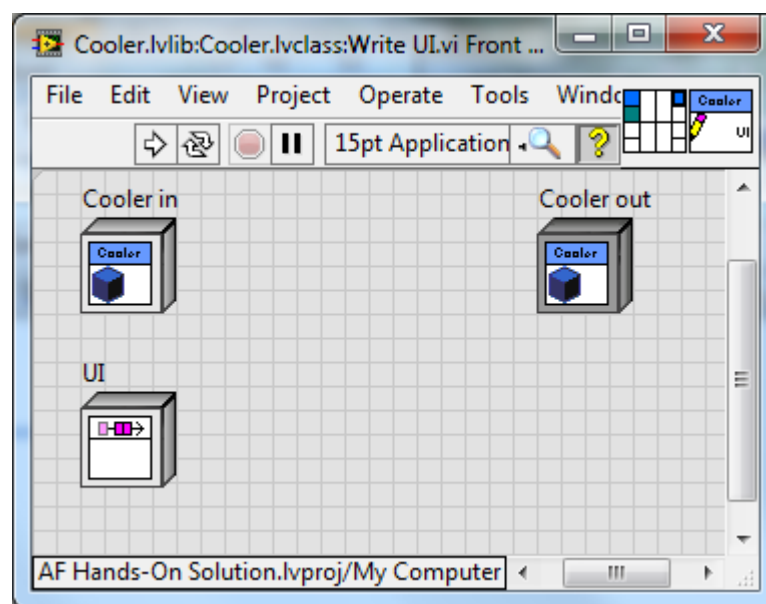 Cooler.lvlib:Cooler.lvclass:Write UI.vi Front ...
File Edit View Project Operate Tools Windo
15pt Application
Cooler
UI
Cooler in
Cooler out
Cooler
Cooler
UI
AF Hands-On Solution.lvproj/My Computer